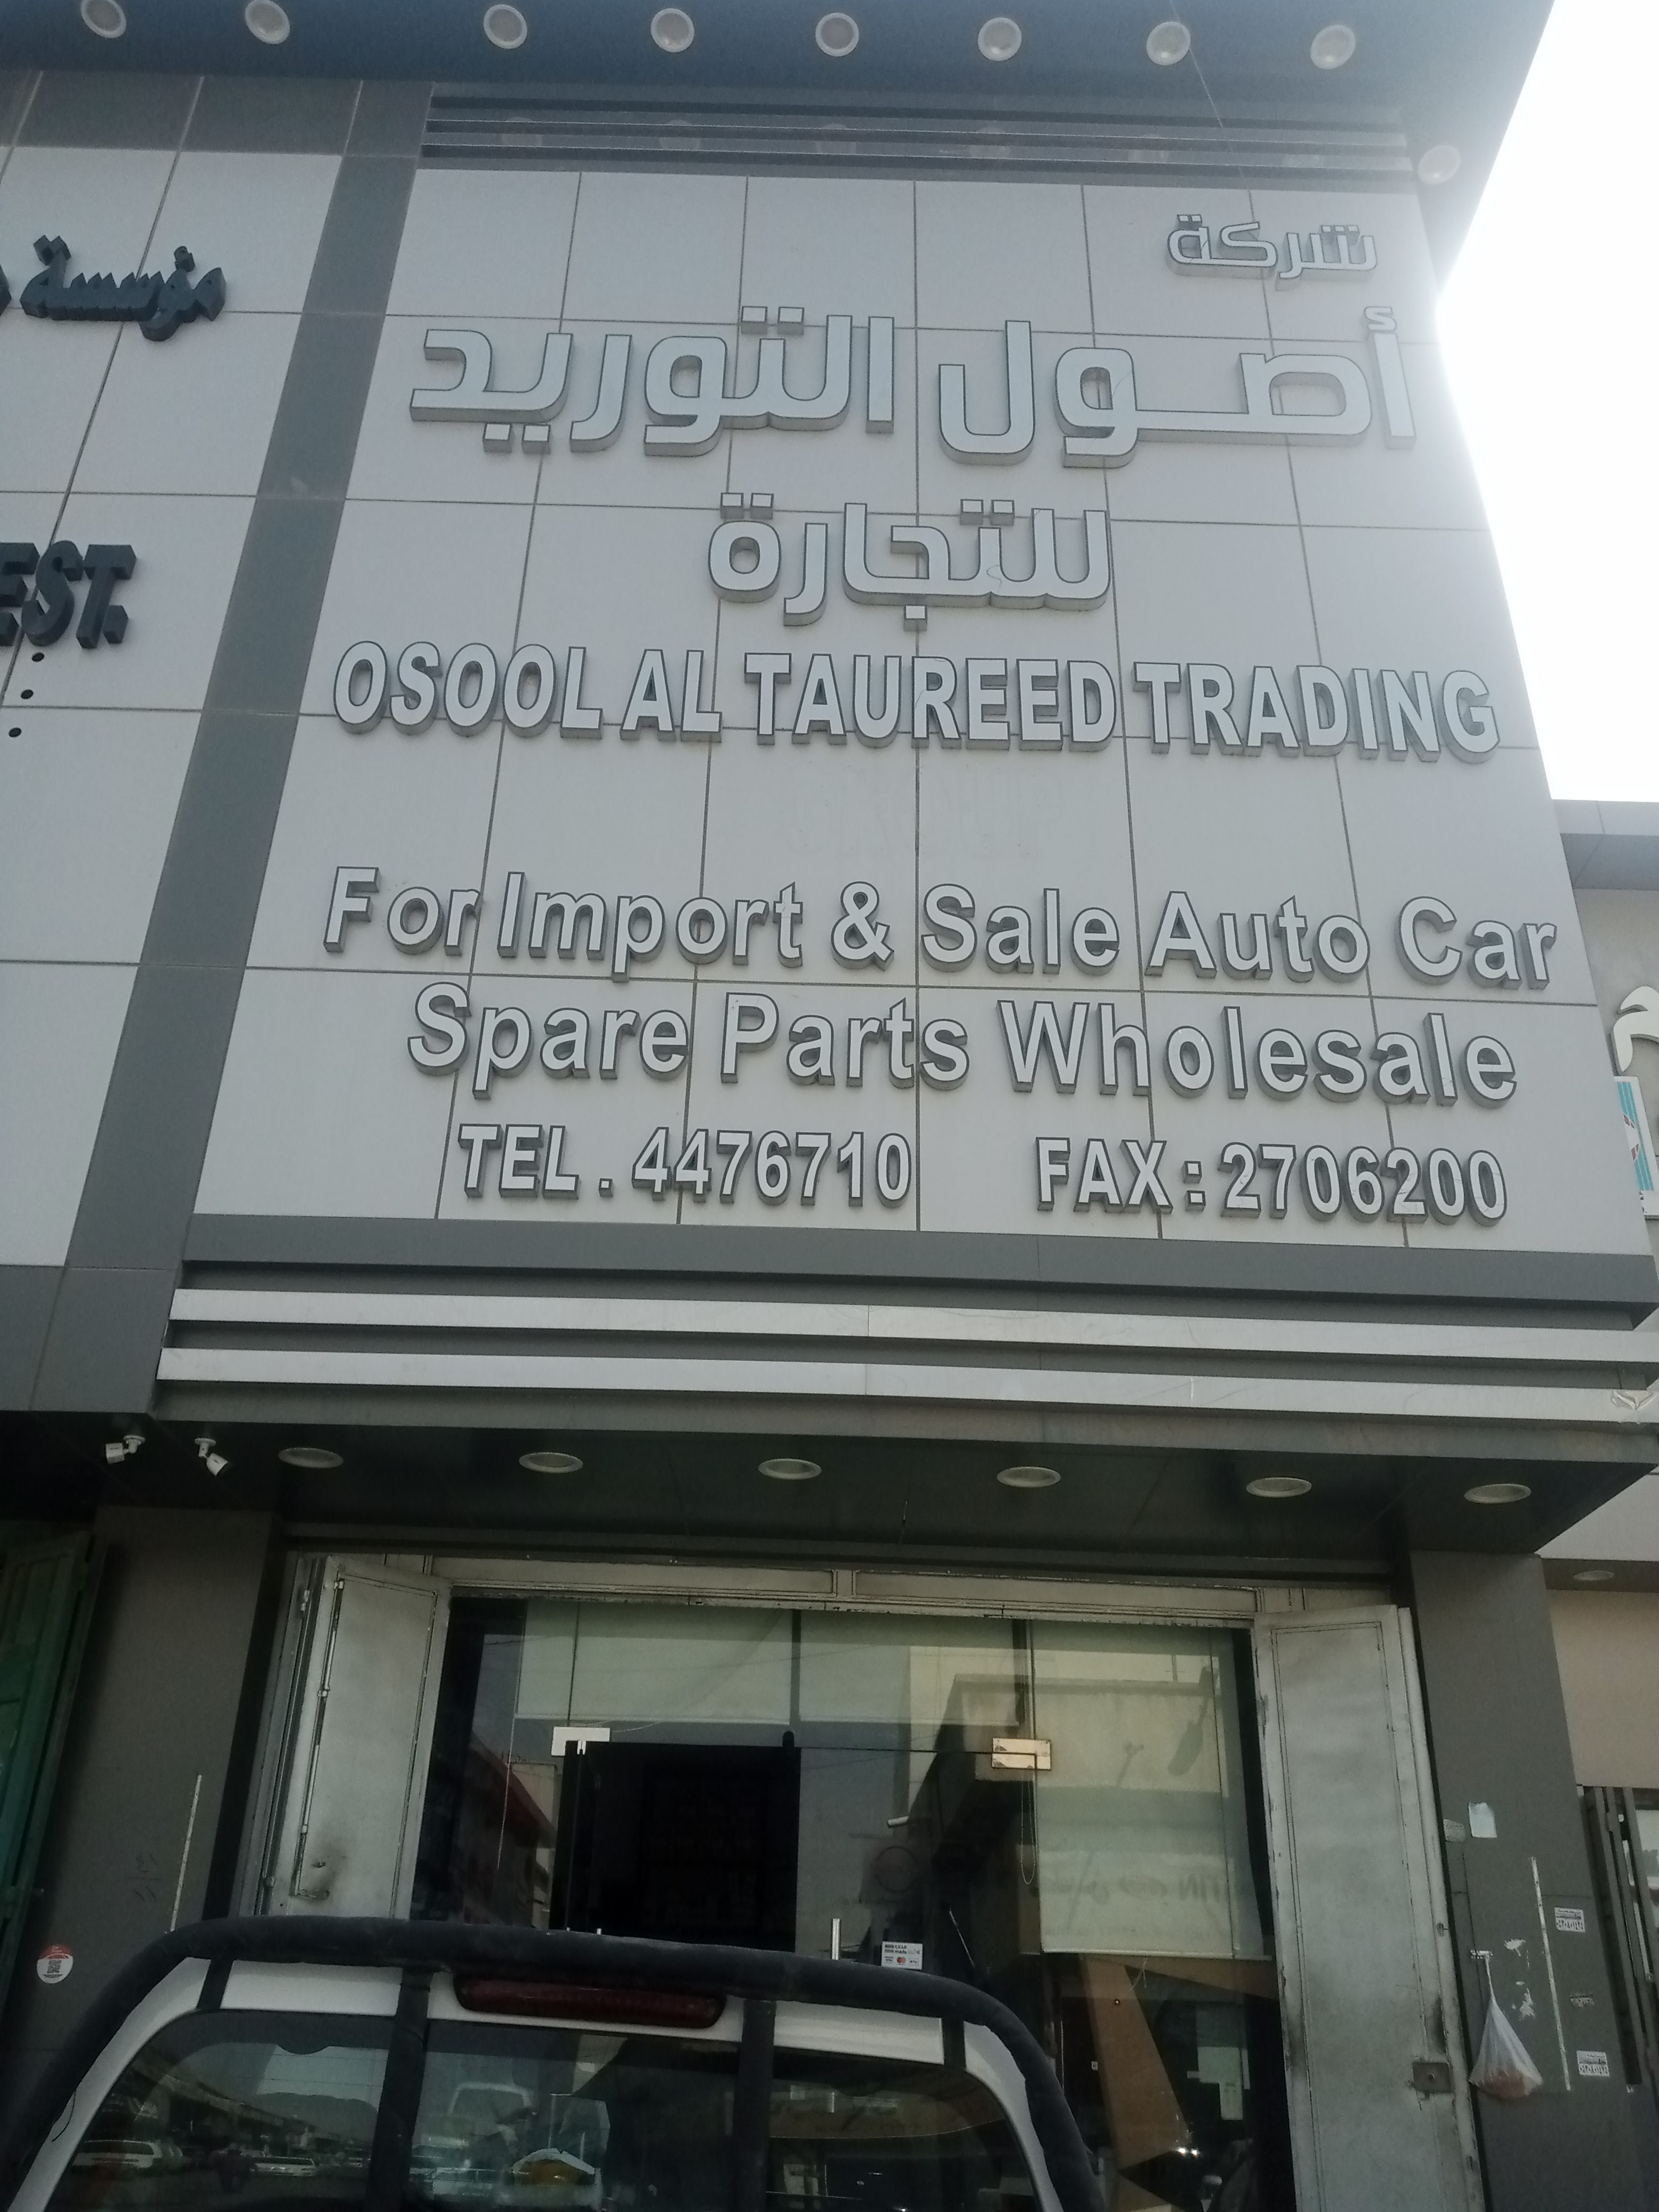 شركة
أصول التوريد
للتجارة
OSOOL AL TAUREED TRADING
For Import & Sale Auto Car
Spare Parts Wholesale
TEL . 4476710 FAX : 2706200
مؤسسة
EST.